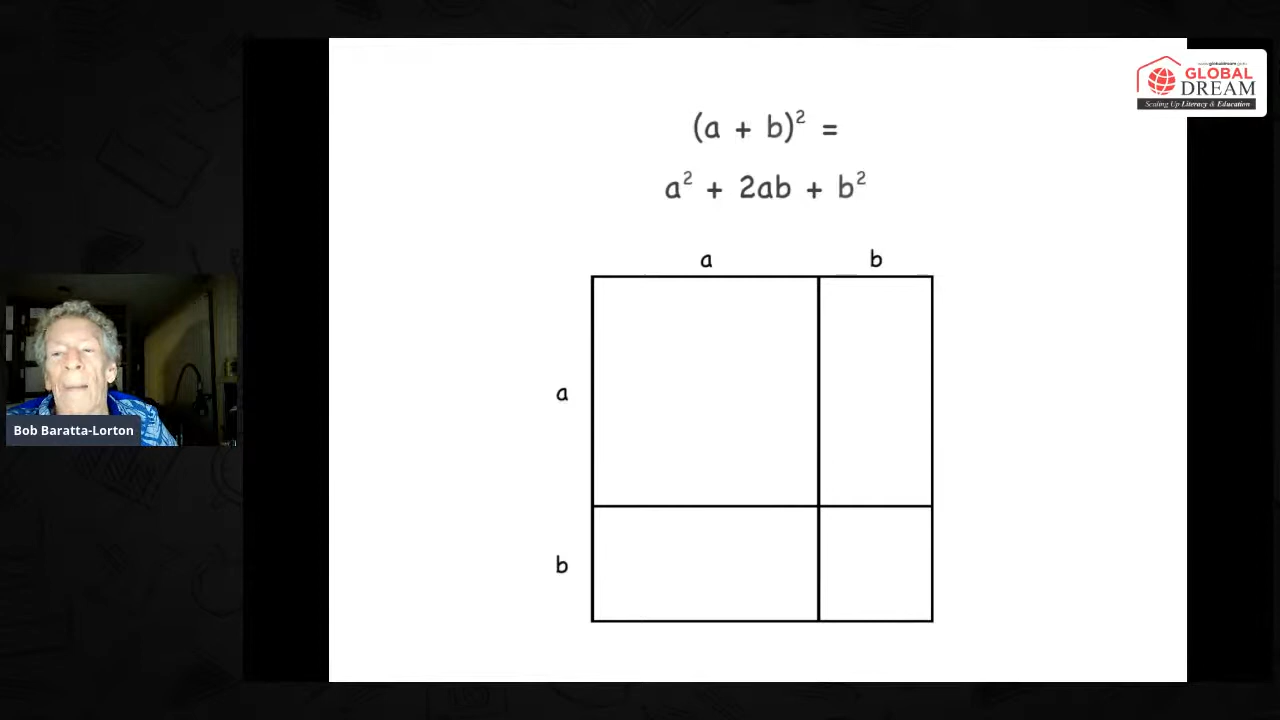 (a + b)² =
a² + 2ab + b²
a
b
a
b
Bob Baratta-Lorton
GLOBAL
DREAM
Scaling Up Literacy & Education